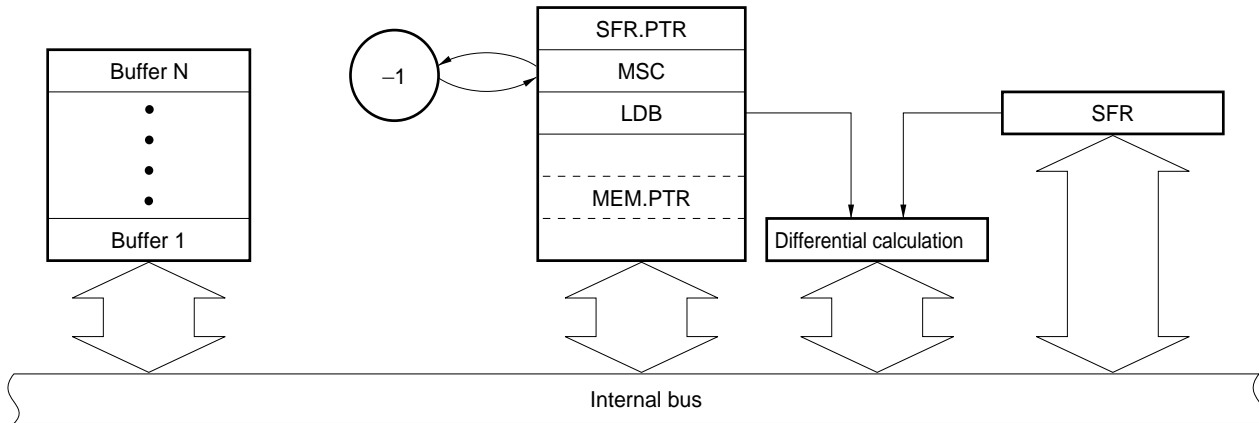 Buffer N
Buffer 1
–1
SFR.PTR
MSC
LDB
MEM.PTR
Differential calculation
SFR
Internal bus